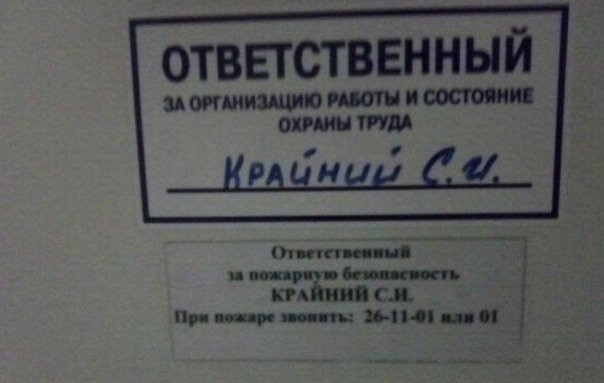 ОТВЕТСТВЕННЫЙ
ЗА ОРГАНИЗАЦИЮ РАБОТЫ И СОСТОЯНИЕ
ОХРАНЫ ТРУДА
КРАЙНИЙ С.И.
Ответственный
за пожарную безопасность
КРАЙНИЙ С.И.
При пожаре звонить: 26-11-01 или 01